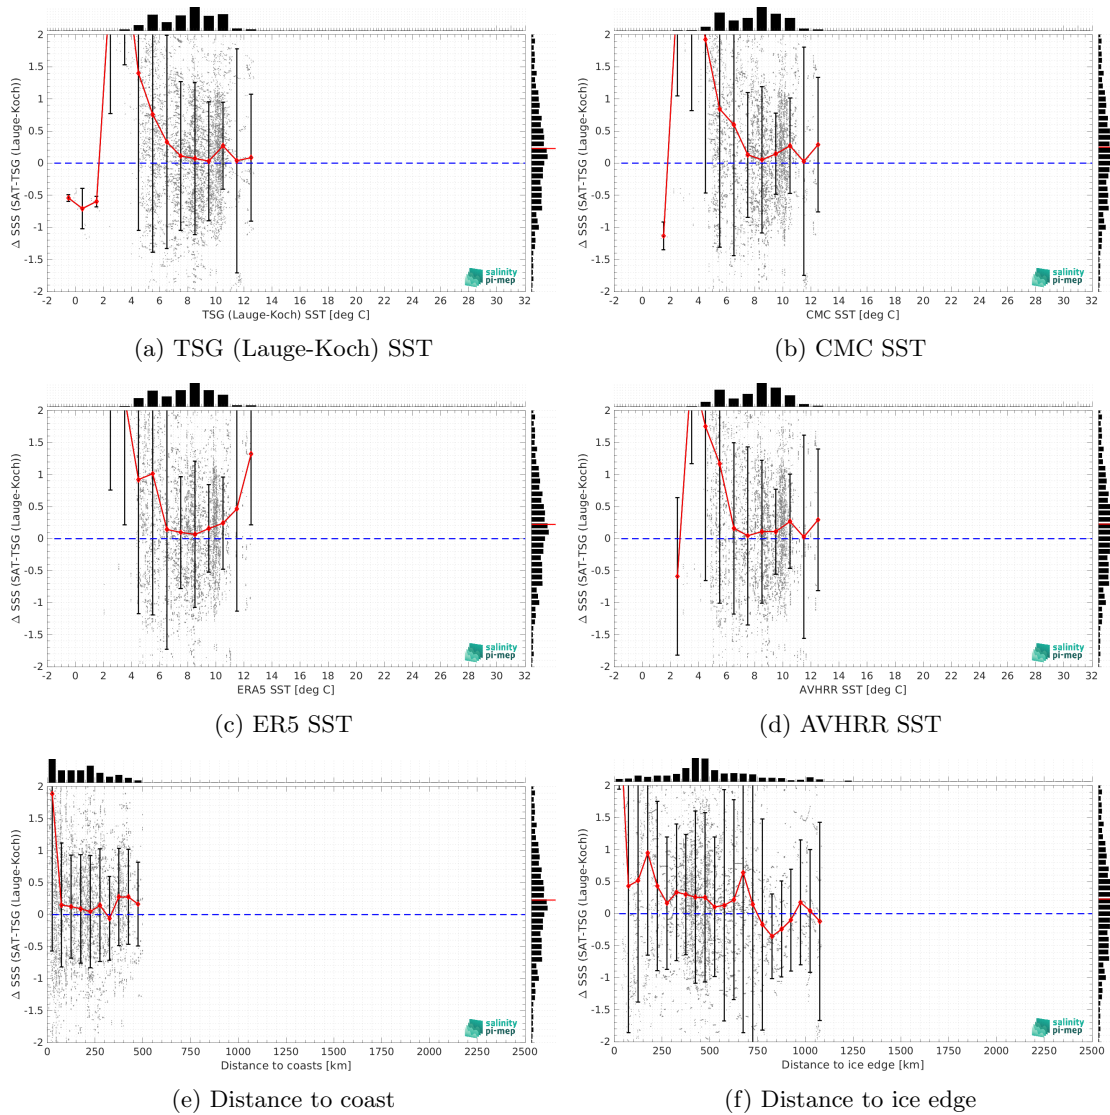 2
1.5
1
0.5
0
-0.5
-1
-1.5
-2
Δ SSS (SAT-TSG (Lauge-Koch))
-2 0 2 4 6 8 10 12 14 16 18 20 22 24 26 28 30 32
TSG (Lauge-Koch) SST [deg C]
salinity
pi-mep
(a) TSG (Lauge-Koch) SST
2
1.5
1
0.5
0
-0.5
-1
-1.5
-2
Δ SSS (SAT-TSG (Lauge-Koch))
-2 0 2 4 6 8 10 12 14 16 18 20 22 24 26 28 30 32
CMC SST [deg C]
salinity
pi-mep
(b) CMC SST
2
1.5
1
0.5
0
-0.5
-1
-1.5
-2
Δ SSS (SAT-TSG (Lauge-Koch))
-2 0 2 4 6 8 10 12 14 16 18 20 22 24 26 28 30 32
ERA5 SST [deg C]
salinity
pi-mep
(c) ER5 SST
2
1.5
1
0.5
0
-0.5
-1
-1.5
-2
Δ SSS (SAT-TSG (Lauge-Koch))
-2 0 2 4 6 8 10 12 14 16 18 20 22 24 26 28 30 32
AVHRR SST [deg C]
salinity
pi-mep
(d) AVHRR SST
2
1.5
1
0.5
0
-0.5
-1
-1.5
-2
Δ SSS (SAT-TSG (Lauge-Koch))
0 250 500 750 1000 1250 1500 1750 2000 2250 2500
Distance to coasts [km]
salinity
pi-mep
(e) Distance to coast
2
1.5
1
0.5
0
-0.5
-1
-1.5
-2
Δ SSS (SAT-TSG (Lauge-Koch))
0 250 500 750 1000 1250 1500 1750 2000 2250 2500
Distance to ice edge [km]
salinity
pi-mep
(f) Distance to ice edge